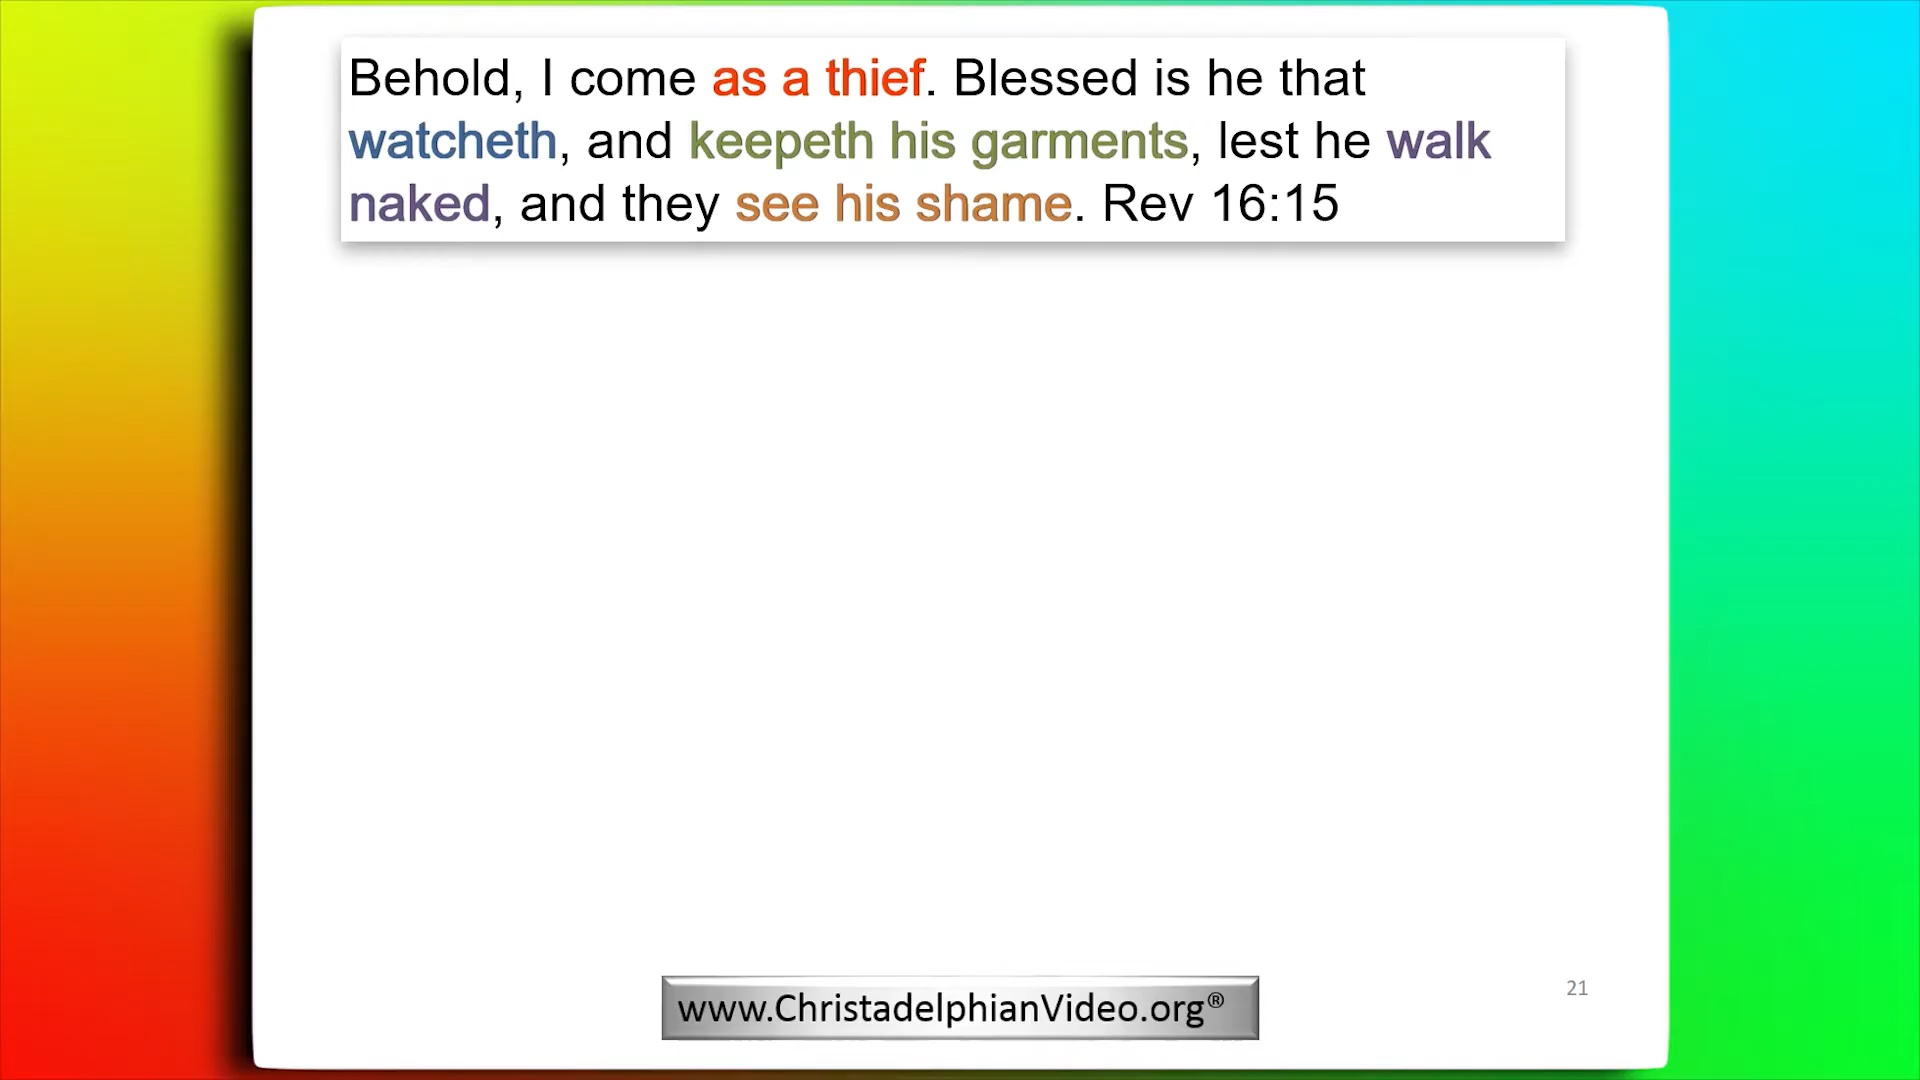 Behold, I come as a thief. Blessed is he that
watcheth, and keepeth his garments, lest he walk
naked, and they see his shame. Rev 16:15
www.ChristadelphianVideo.org®
21